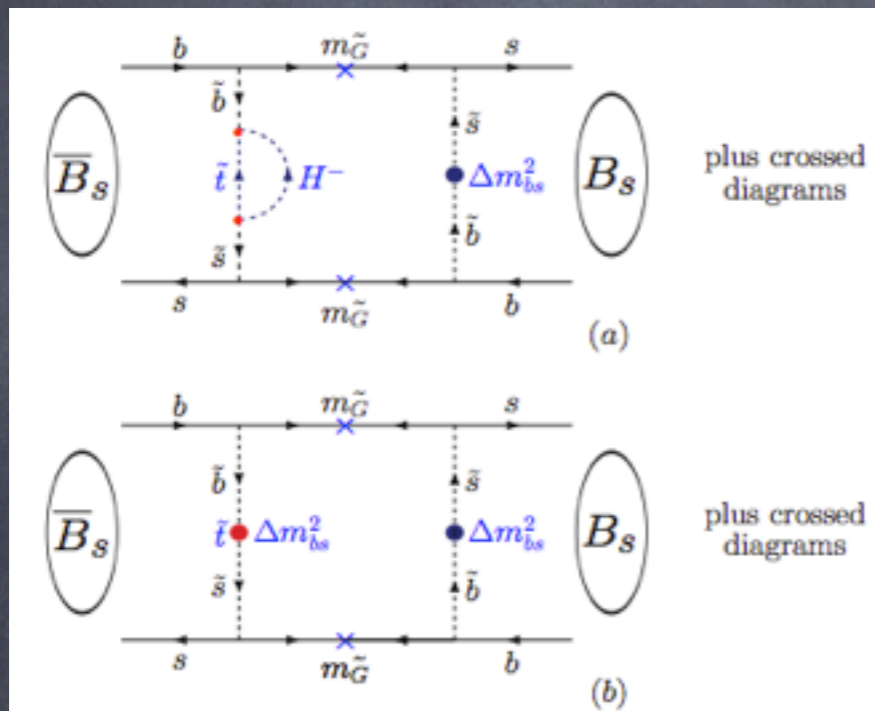 b m_G̃ s
b̃ s̃
B̅_s t̃ H⁻ Δm²_bs B_s plus crossed
diagrams
s̃ b̃
s m_G̃ b
(a)
b m_G̃ s
b̃ s̃
B̅_s t̃ Δm²_bs Δm²_bs B_s plus crossed
diagrams
s̃ b̃
s m_G̃ b
(b)